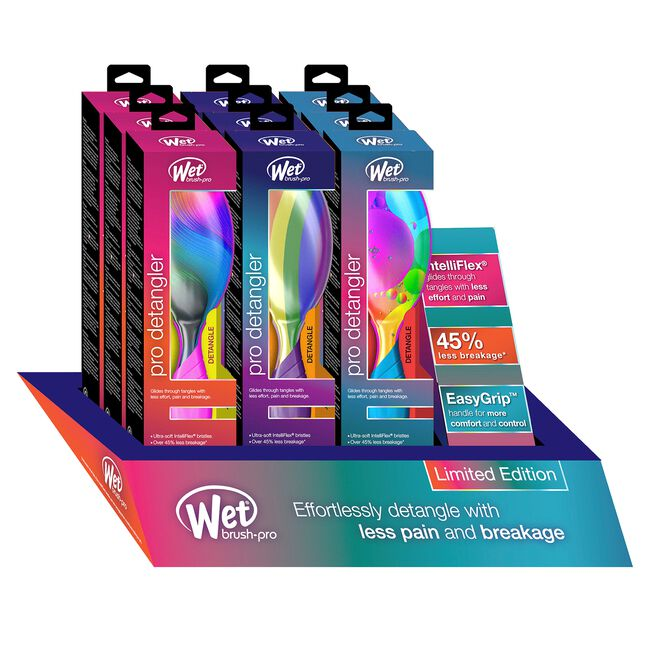 Wet
brush-pro
pro detangler
DETANGLE
Glides through tangles with
less effort, pain and breakage.
• Ultra-soft IntelliFlex® bristles
• Over 45% less breakage*
Wet
brush-pro
pro detangler
DETANGLE
Glides through tangles with
less effort, pain and breakage.
• Ultra-soft IntelliFlex® bristles
• Over 45% less breakage*
Wet
brush-pro
pro detangler
DETANGLE
Glides through tangles with
less effort, pain and breakage.
• Ultra-soft IntelliFlex® bristles
• Over 45% less breakage*
ntelliFlex®
glides through
tangles with less
effort and pain
45%
less breakage*
EasyGrip™
handle for more
comfort and control
Limited Edition
Wet
brush-pro
Effortlessly detangle with
less pain and breakage